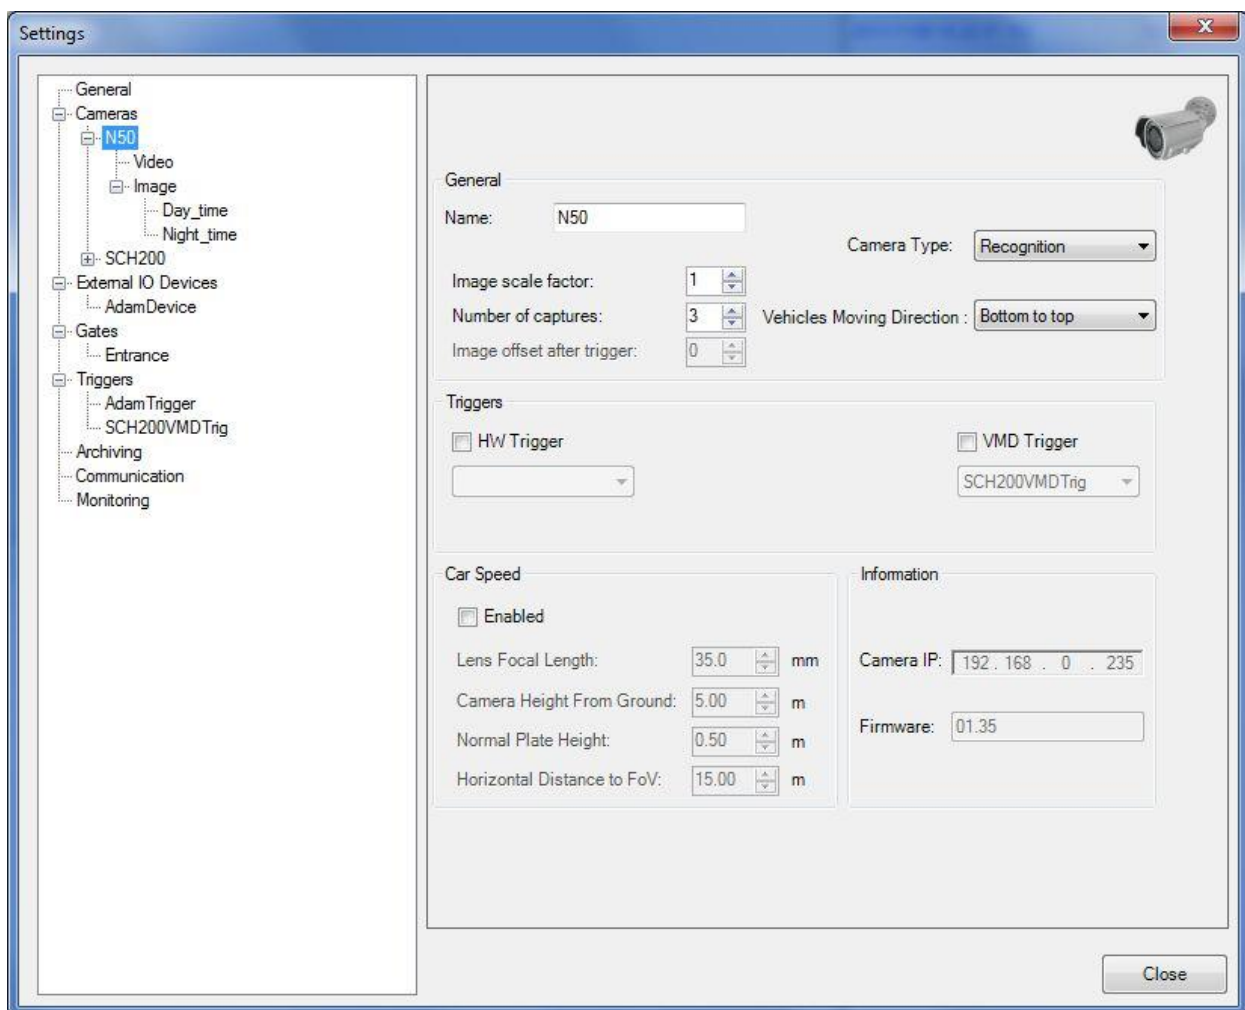 Settings
X
General
Cameras
N50
Video
Image
Day_time
Night_time
SCH200
External IO Devices
AdamDevice
Gates
Entrance
Triggers
AdamTrigger
SCH200VMDTrig
Archiving
Communication
Monitoring
General
Name: N50
Camera Type: Recognition
Image scale factor: 1
Number of captures: 3 Vehicles Moving Direction : Bottom to top
Image offset after trigger: 0
Triggers
HW Trigger VMD Trigger
SCH200VMDTrig
Car Speed
Enabled
Lens Focal Length: 35.0 mm
Camera Height From Ground: 5.00 m
Normal Plate Height: 0.50 m
Horizontal Distance to FoV: 15.00 m
Information
Camera IP: 192 . 168 . 0 . 235
Firmware: 01.35
Close